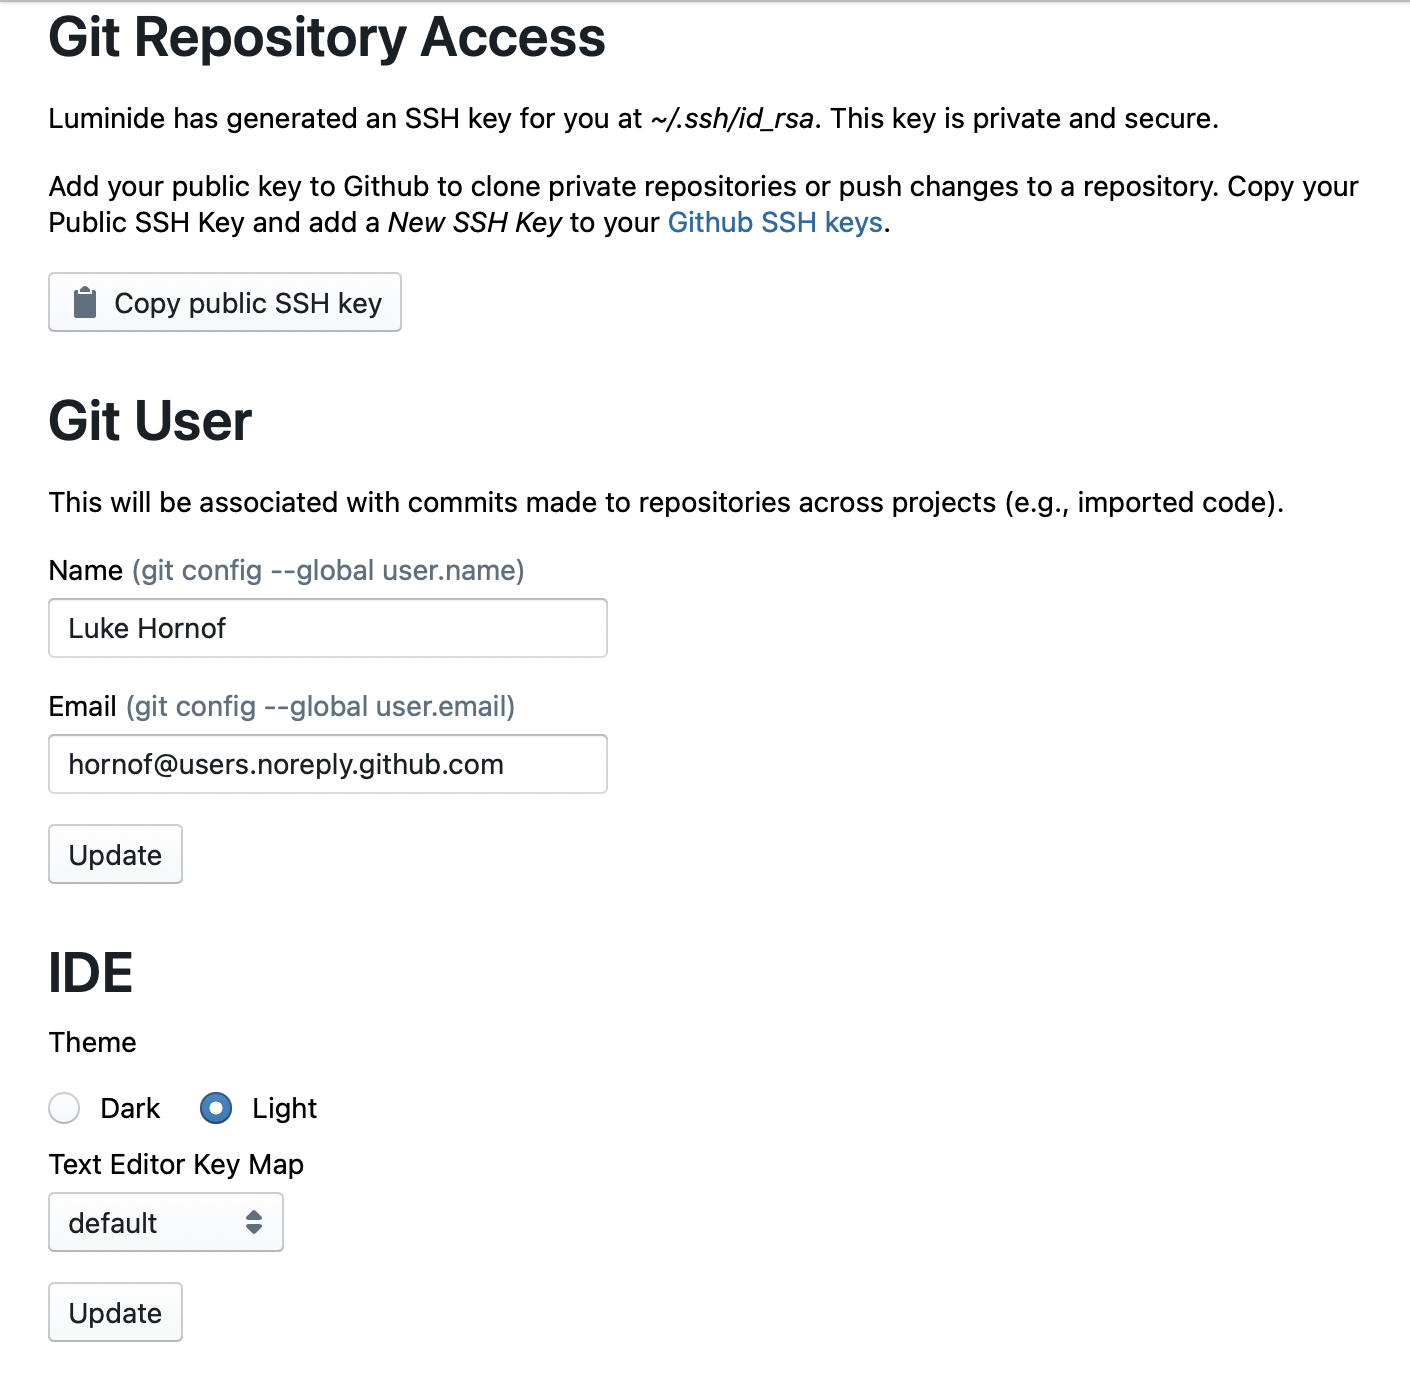 Git Repository Access
Luminide has generated an SSH key for you at ~/.ssh/id_rsa. This key is private and secure.
Add your public key to Github to clone private repositories or push changes to a repository. Copy your
Public SSH Key and add a New SSH Key to your Github SSH keys.
Copy public SSH key
Git User
This will be associated with commits made to repositories across projects (e.g., imported code).
Name (git config --global user.name)
Luke Hornof
Email (git config --global user.email)
hornof@users.noreply.github.com
Update
IDE
Theme
Dark Light
Text Editor Key Map
default
Update